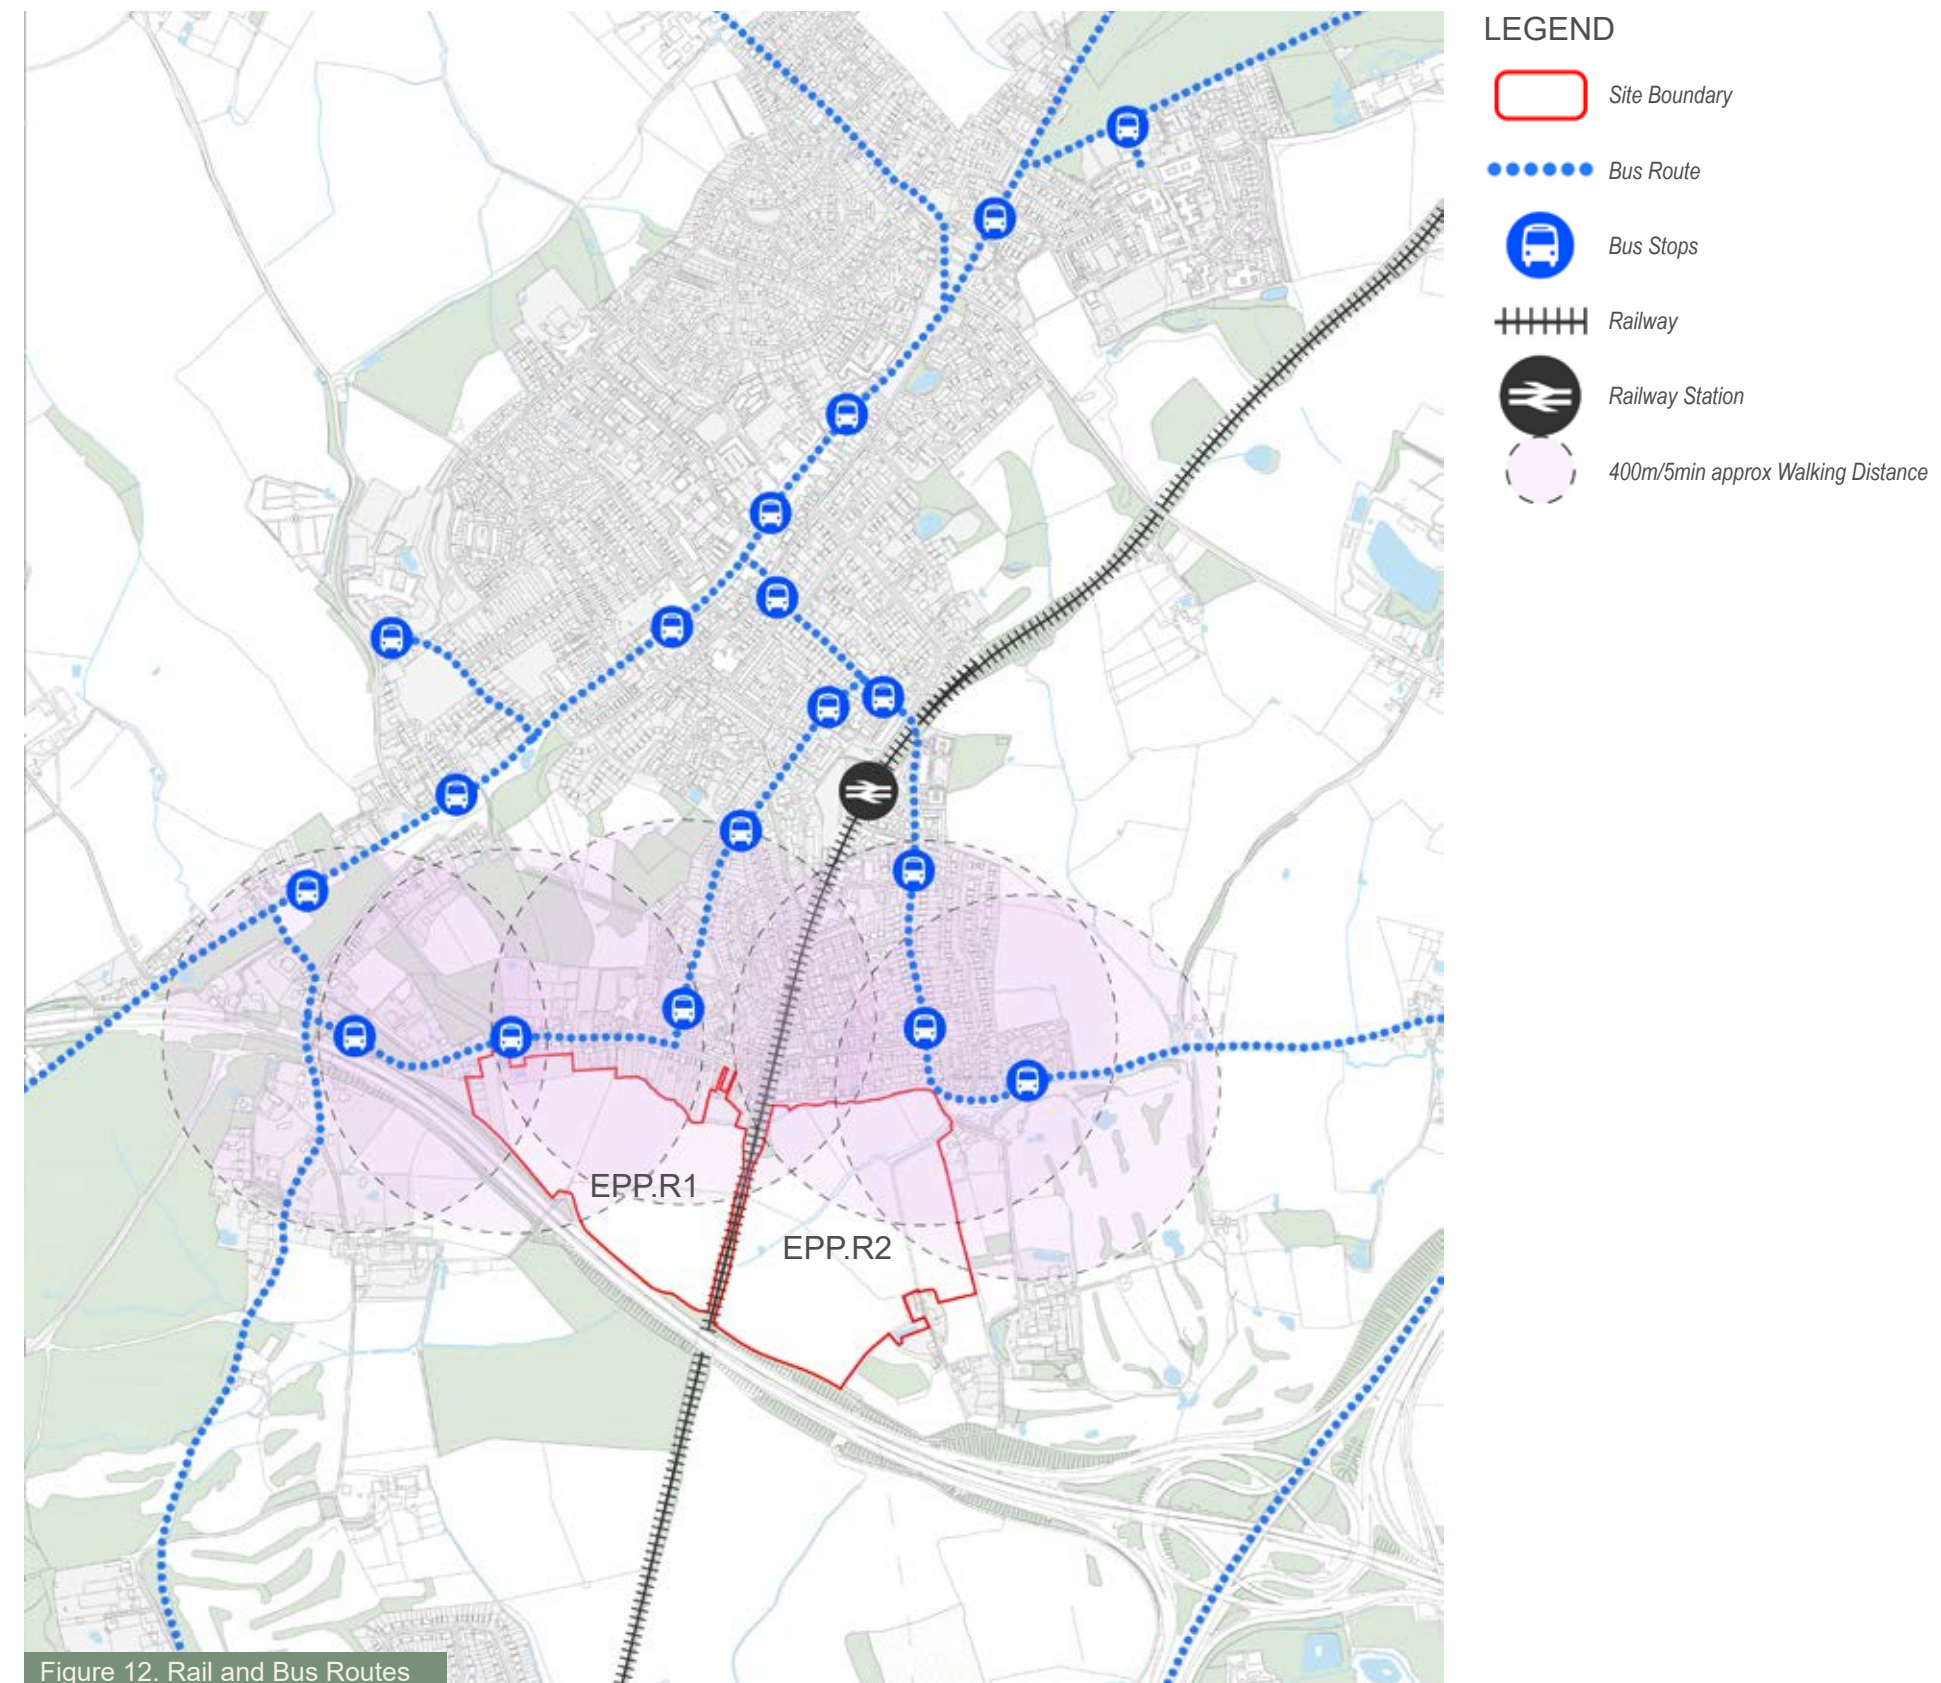 LEGEND
Site Boundary
Bus Route
Bus Stops
Railway
Railway Station
400m/5min approx Walking Distance
EPP.R1
EPP.R2
Figure 12. Rail and Bus Routes